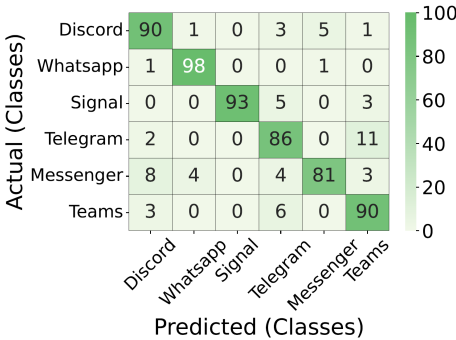 Actual (Classes)
Discord 90 1 0 3 5 1
Whatsapp 1 98 0 0 1 0
Signal 0 0 93 5 0 3
Telegram 2 0 0 86 0 11
Messenger 8 4 0 4 81 3
Teams 3 0 0 6 0 90
Discord Whatsapp Signal Telegram Messenger Teams
Predicted (Classes)
100
80
60
40
20
0